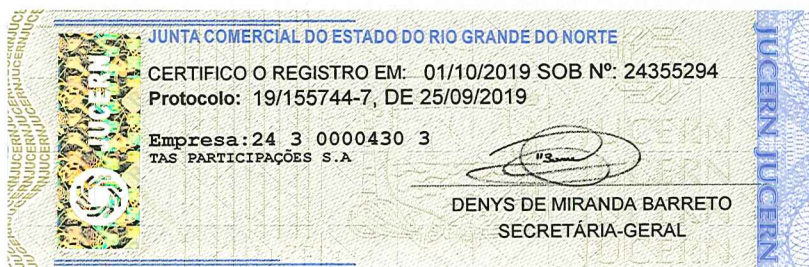 JUNTA COMERCIAL DO ESTADO DO RIO GRANDE DO NORTE
CERTIFICO O REGISTRO EM: 01/10/2019 SOB Nº: 24355294
Protocolo: 19/155744-7, DE 25/09/2019
Empresa:24 3 0000430 3
TAS PARTICIPAÇÕES S.A
DENYS DE MIRANDA BARRETO
SECRETÁRIA-GERAL
JUCERN
JUCERN JUCERN